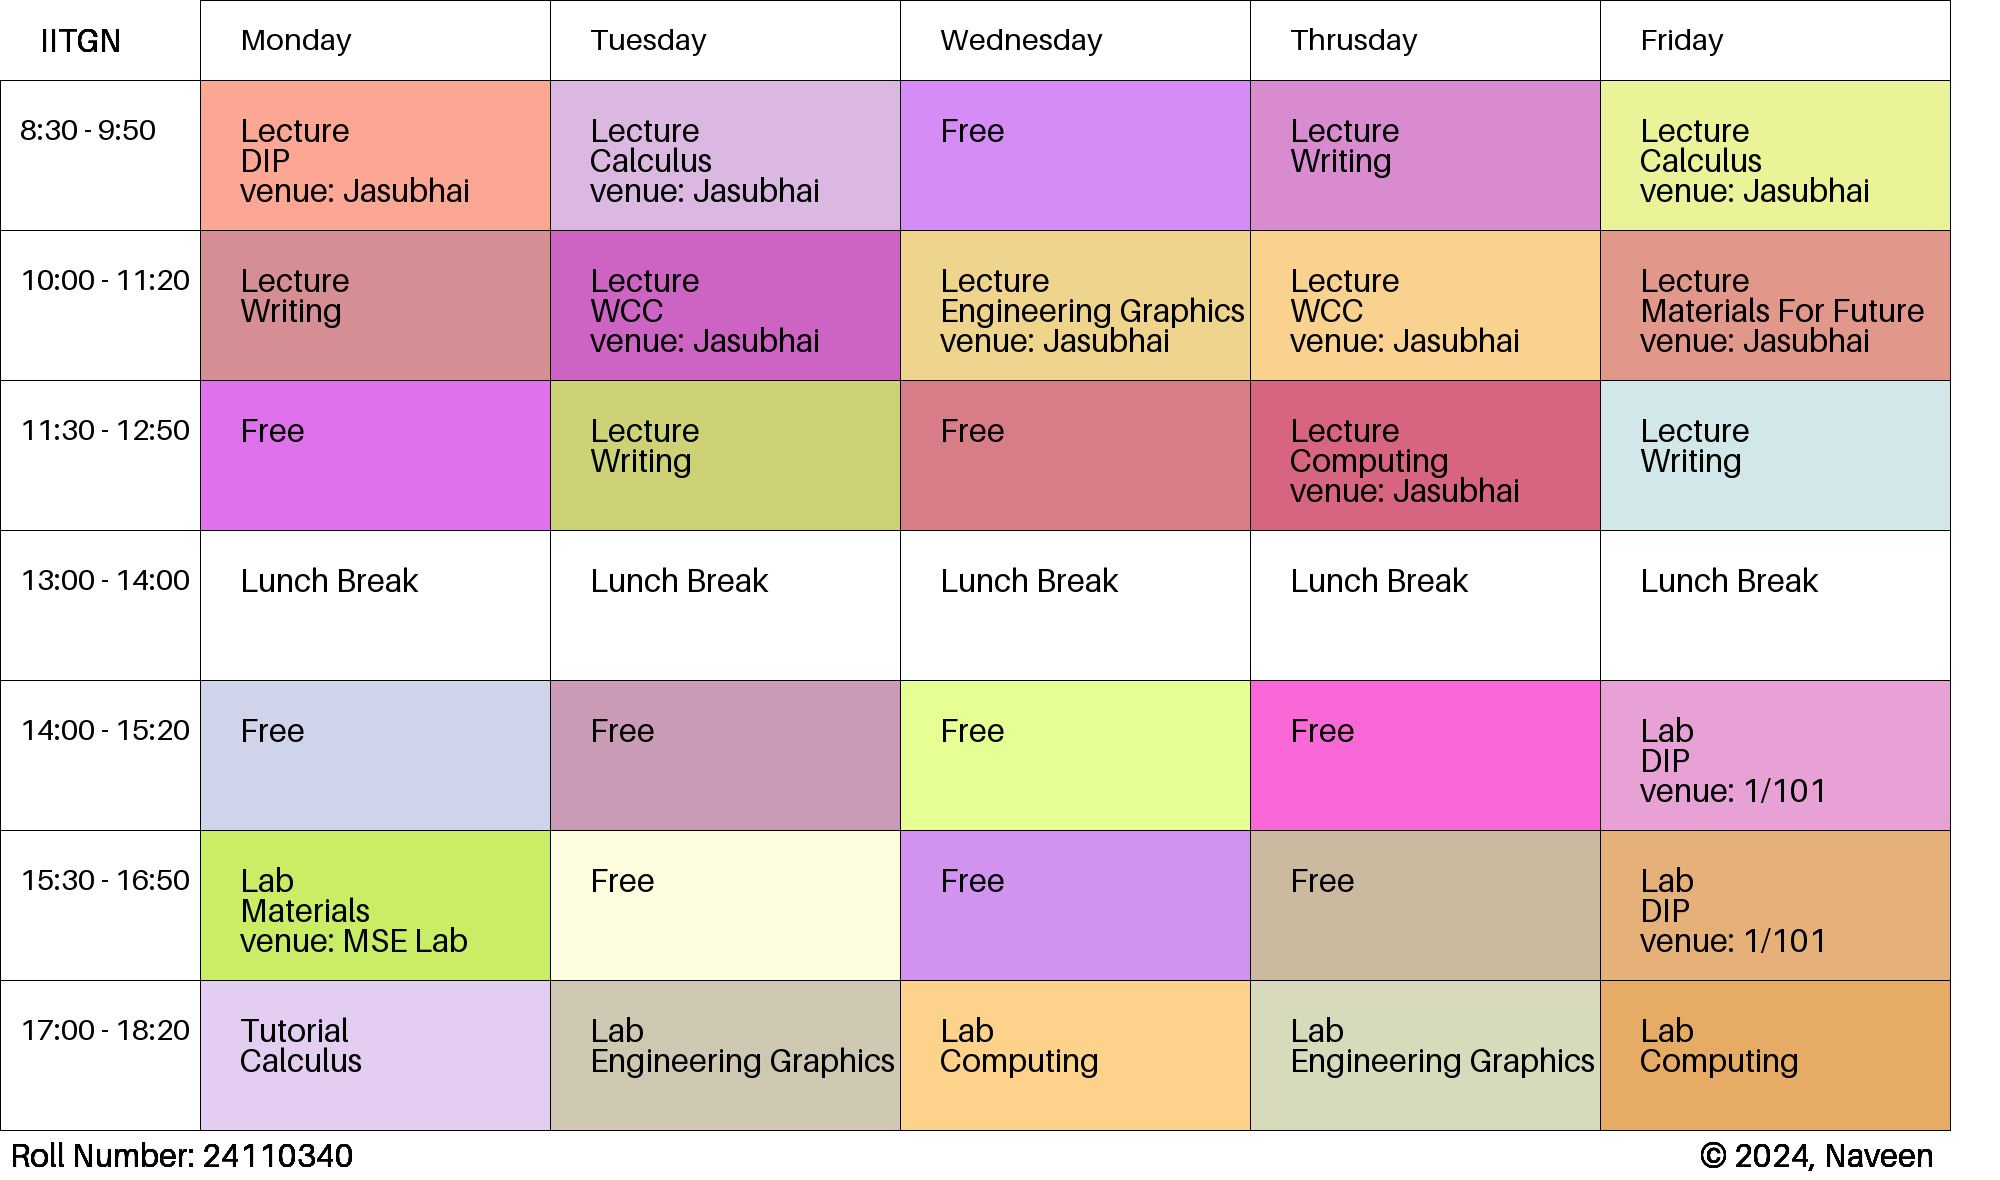 IITGN Monday Tuesday Wednesday Thrusday Friday
8:30 - 9:50
Lecture
DIP
venue: Jasubhai
Lecture
Calculus
venue: Jasubhai
Free
Lecture
Writing
Lecture
Calculus
venue: Jasubhai
10:00 - 11:20
Lecture
Writing
Lecture
WCC
venue: Jasubhai
Lecture
Engineering Graphics
venue: Jasubhai
Lecture
WCC
venue: Jasubhai
Lecture
Materials For Future
venue: Jasubhai
11:30 - 12:50
Free
Lecture
Writing
Free
Lecture
Computing
venue: Jasubhai
Lecture
Writing
13:00 - 14:00
Lunch Break
Lunch Break
Lunch Break
Lunch Break
Lunch Break
14:00 - 15:20
Free
Free
Free
Free
Lab
DIP
venue: 1/101
15:30 - 16:50
Lab
Materials
venue: MSE Lab
Free
Free
Free
Lab
DIP
venue: 1/101
17:00 - 18:20
Tutorial
Calculus
Lab
Engineering Graphics
Lab
Computing
Lab
Engineering Graphics
Lab
Computing
Roll Number: 24110340
© 2024, Naveen